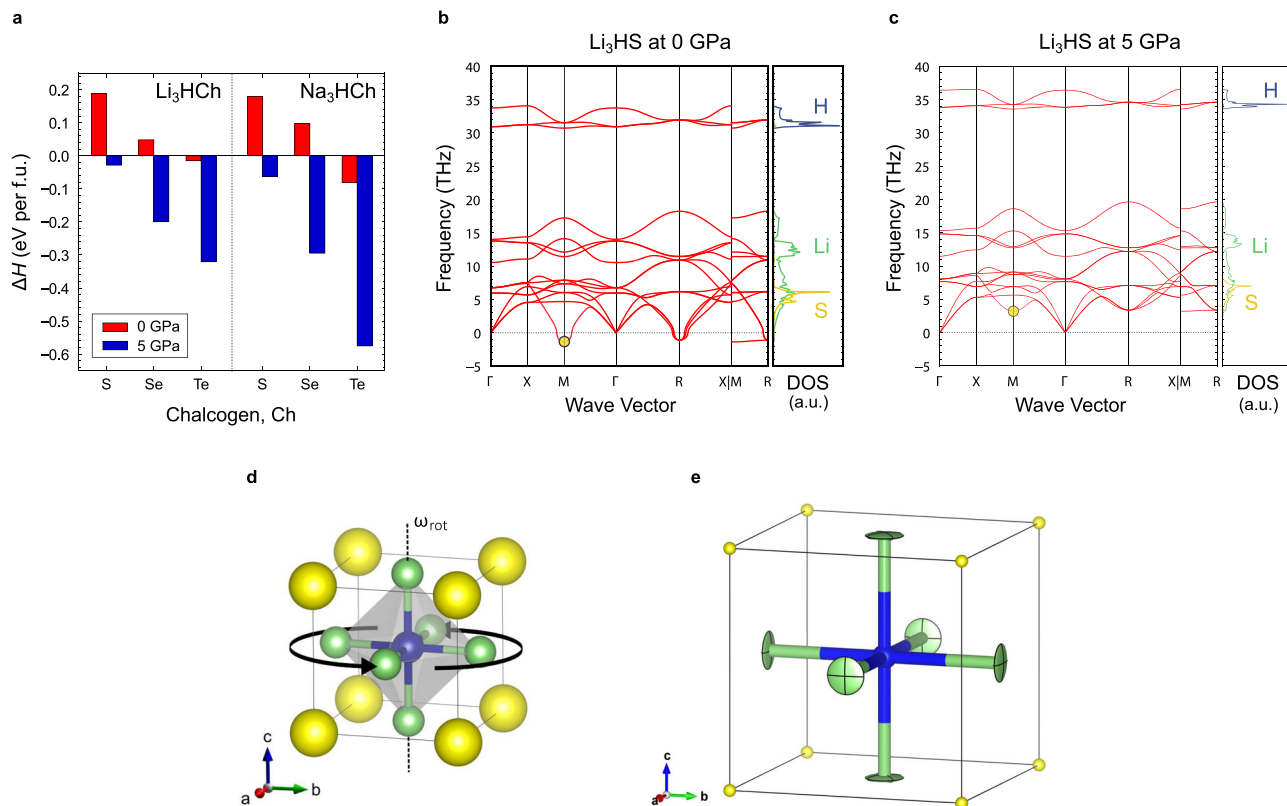 a
Li₃HCh
Na₃HCh
0.2
0.1
0.0
−0.1
−0.2
−0.3
−0.4
−0.5
−0.6
ΔH (eV per f.u.)
0 GPa
5 GPa
S Se Te S Se Te
Chalcogen, Ch
b
Li₃HS at 0 GPa
40
35
30
25
20
15
10
5
0
−5
Frequency (THz)
H
Li
S
Γ X M Γ R X|M R
Wave Vector
DOS
(a.u.)
c
Li₃HS at 5 GPa
40
35
30
25
20
15
10
5
0
−5
Frequency (THz)
H
Li
S
Γ X M Γ R X|M R
Wave Vector
DOS
(a.u.)
d
ω_rot
c
a
b
e
c
a
b